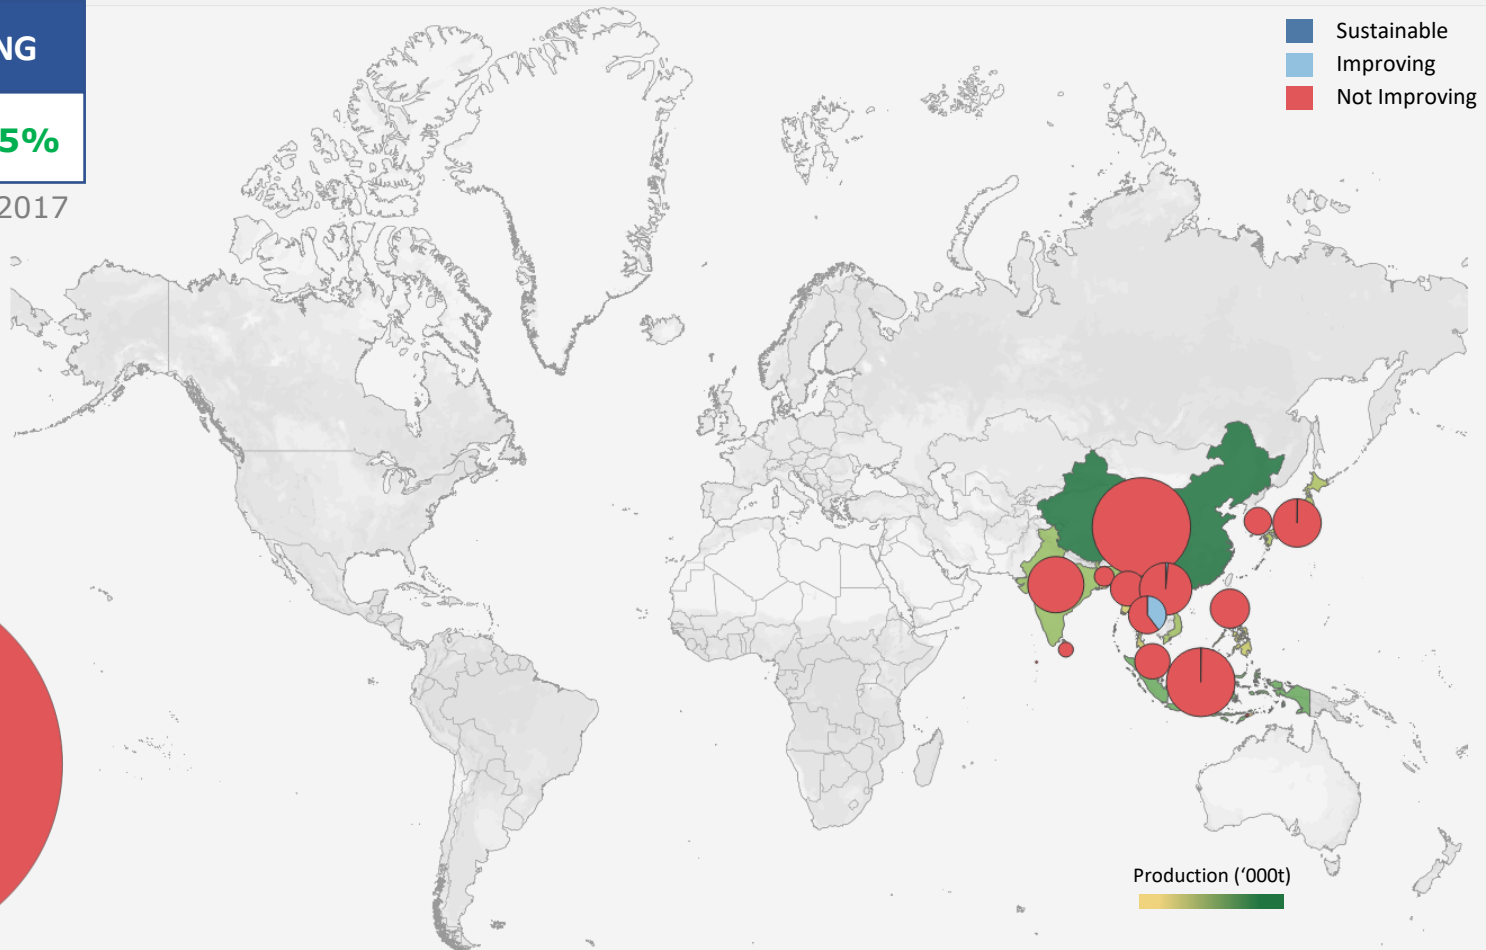 NG
5%
2017
Sustainable
Improving
Not Improving
Production (‘000t)